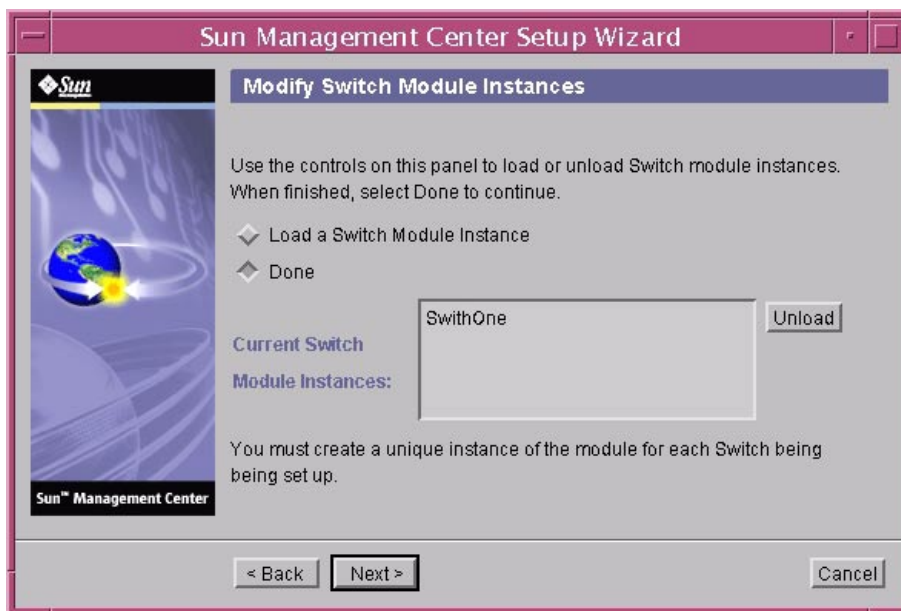 Sun Management Center Setup Wizard
Sun
Modify Switch Module Instances
Use the controls on this panel to load or unload Switch module instances.
When finished, select Done to continue.
Load a Switch Module Instance
Done
SwithOne
Unload
Current Switch
Module Instances:
You must create a unique instance of the module for each Switch being
being set up.
Sun™ Management Center
< Back
Next >
Cancel